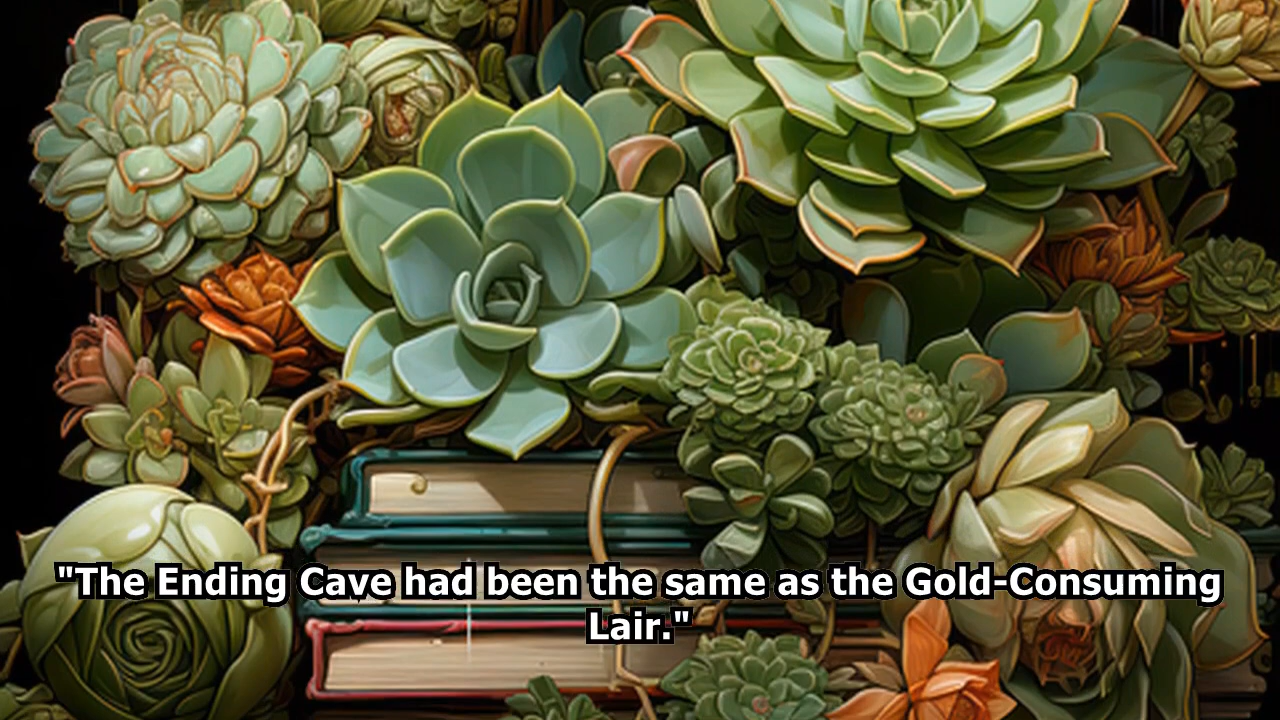 "The Ending Cave had been the same as the Gold-Consuming
Lair."